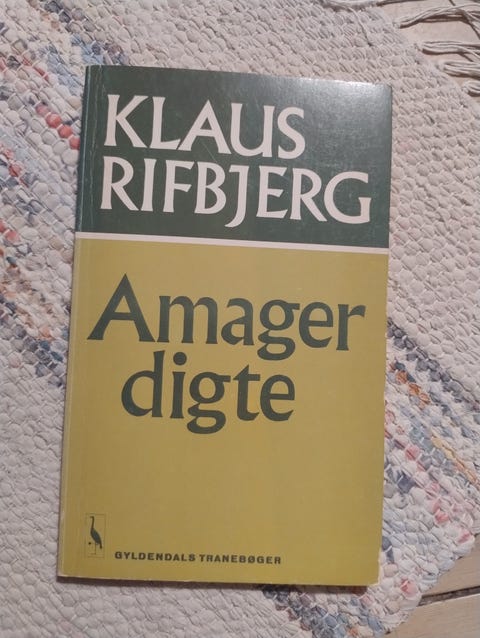 KLAUS
RIFBJERG
Amager
digte
GYLDENDALS TRANEBØGER